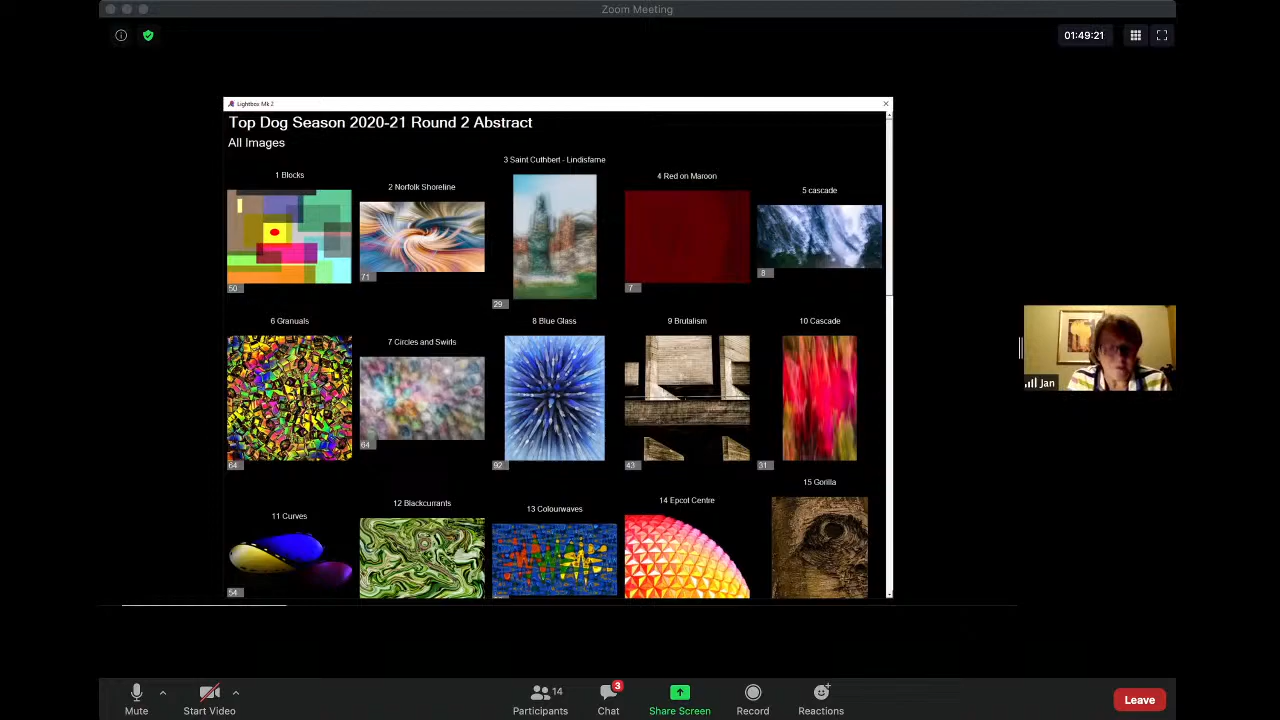 Zoom Meeting
01:49:21
Lightbox Mk 2
Top Dog Season 2020-21 Round 2 Abstract
All Images
1 Blocks
2 Norfolk Shoreline
3 Saint Cuthbert - Lindisfarne
4 Red on Maroon
5 cascade
50
71
29
7
8
6 Granuals
7 Circles and Swirls
8 Blue Glass
9 Brutalism
10 Cascade
64
64
92
43
31
11 Curves
12 Blackcurrants
13 Colourwaves
14 Epcot Centre
15 Gorilla
54
Jan
Mute
Start Video
Participants
14
Chat
3
Share Screen
Record
Reactions
Leave